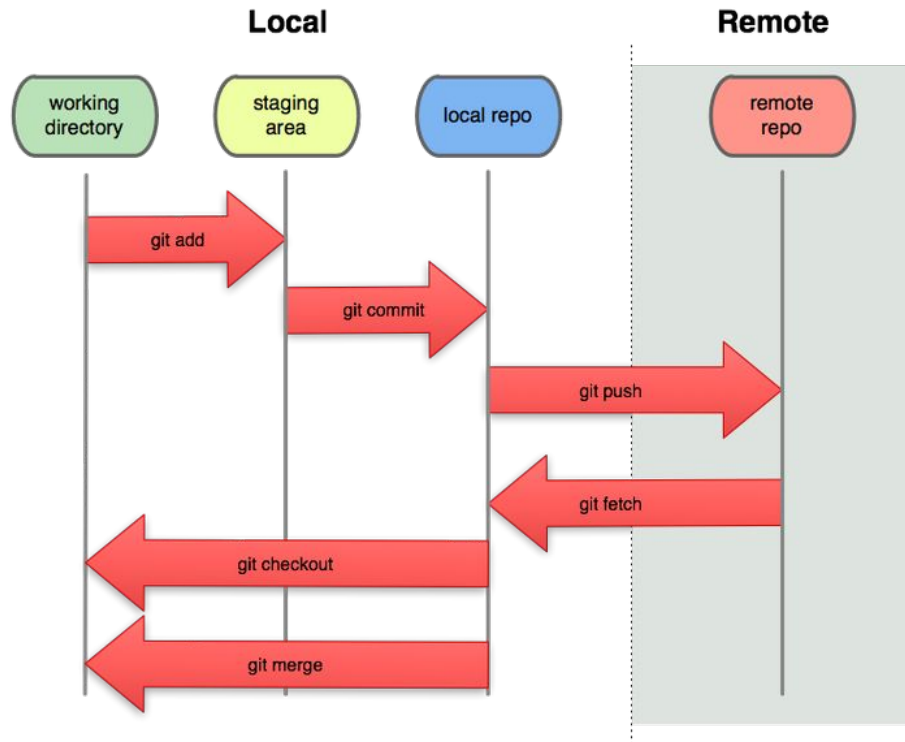 Local
Remote
working
directory
staging
area
local repo
remote
repo
git add
git commit
git push
git fetch
git checkout
git merge